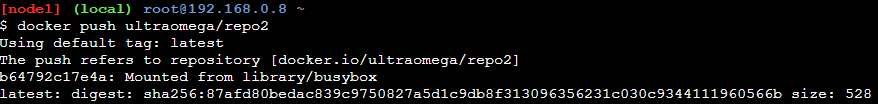 [node1] (local) root@192.168.0.8 ~
$ docker push ultraomega/repo2
Using default tag: latest
The push refers to repository [docker.io/ultraomega/repo2]
b64792c17e4a: Mounted from library/busybox
latest: digest: sha256:87afd80bedac839c9750827a5d1c9db8f313096356231c030c9344111960566b size: 528